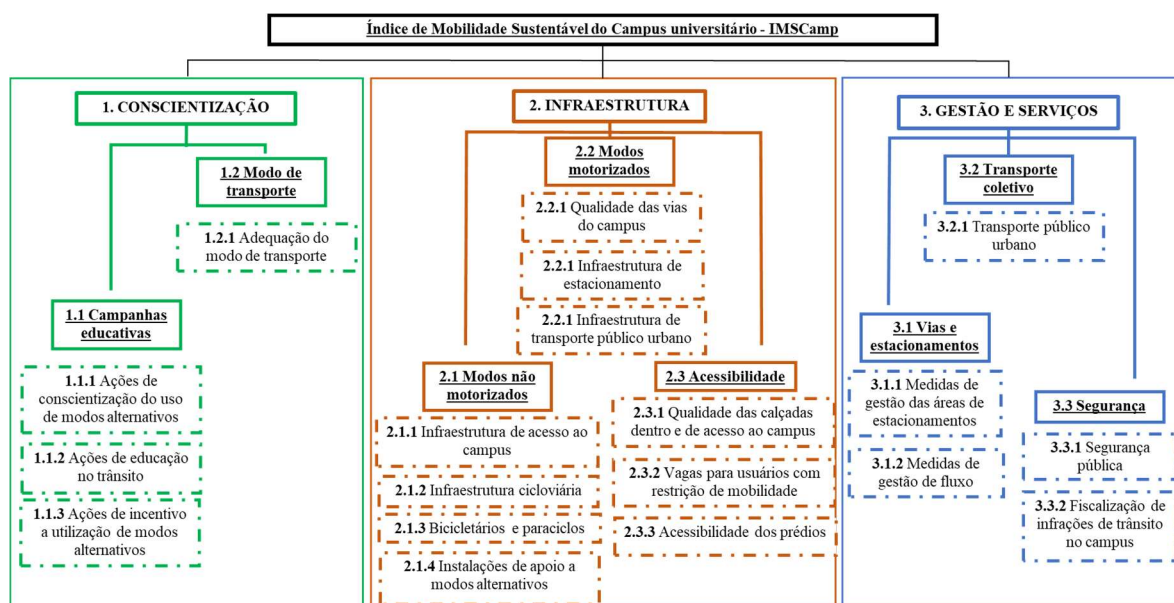 Índice de Mobilidade Sustentável do Campus universitário - IMSCamp
1. CONSCIENTIZAÇÃO
1.2 Modo de
transporte
1.2.1 Adequação do
modo de transporte
1.1 Campanhas
educativas
1.1.1 Ações de
conscientização do uso
de modos alternativos
1.1.2 Ações de educação
no trânsito
1.1.3 Ações de incentivo
a utilização de modos
alternativos
2. INFRAESTRUTURA
2.2 Modos
motorizados
2.2.1 Qualidade das vias
do campus
2.2.1 Infraestrutura de
estacionamento
2.2.1 Infraestrutura de
transporte público urbano
2.1 Modos não
motorizados
2.1.1 Infraestrutura de acesso ao
campus
2.1.2 Infraestrutura cicloviária
2.1.3 Bicicletários e paraciclos
2.1.4 Instalações de apoio a
modos alternativos
2.3 Acessibilidade
2.3.1 Qualidade das calçadas
dentro e de acesso ao campus
2.3.2 Vagas para usuários com
restrição de mobilidade
2.3.3 Acessibilidade dos prédios
3. GESTÃO E SERVIÇOS
3.2 Transporte
coletivo
3.2.1 Transporte público
urbano
3.1 Vias e
estacionamentos
3.1.1 Medidas de
gestão das áreas de
estacionamentos
3.1.2 Medidas de
gestão de fluxo
3.3 Segurança
3.3.1 Segurança
pública
3.3.2 Fiscalização de
infrações de trânsito
no campus